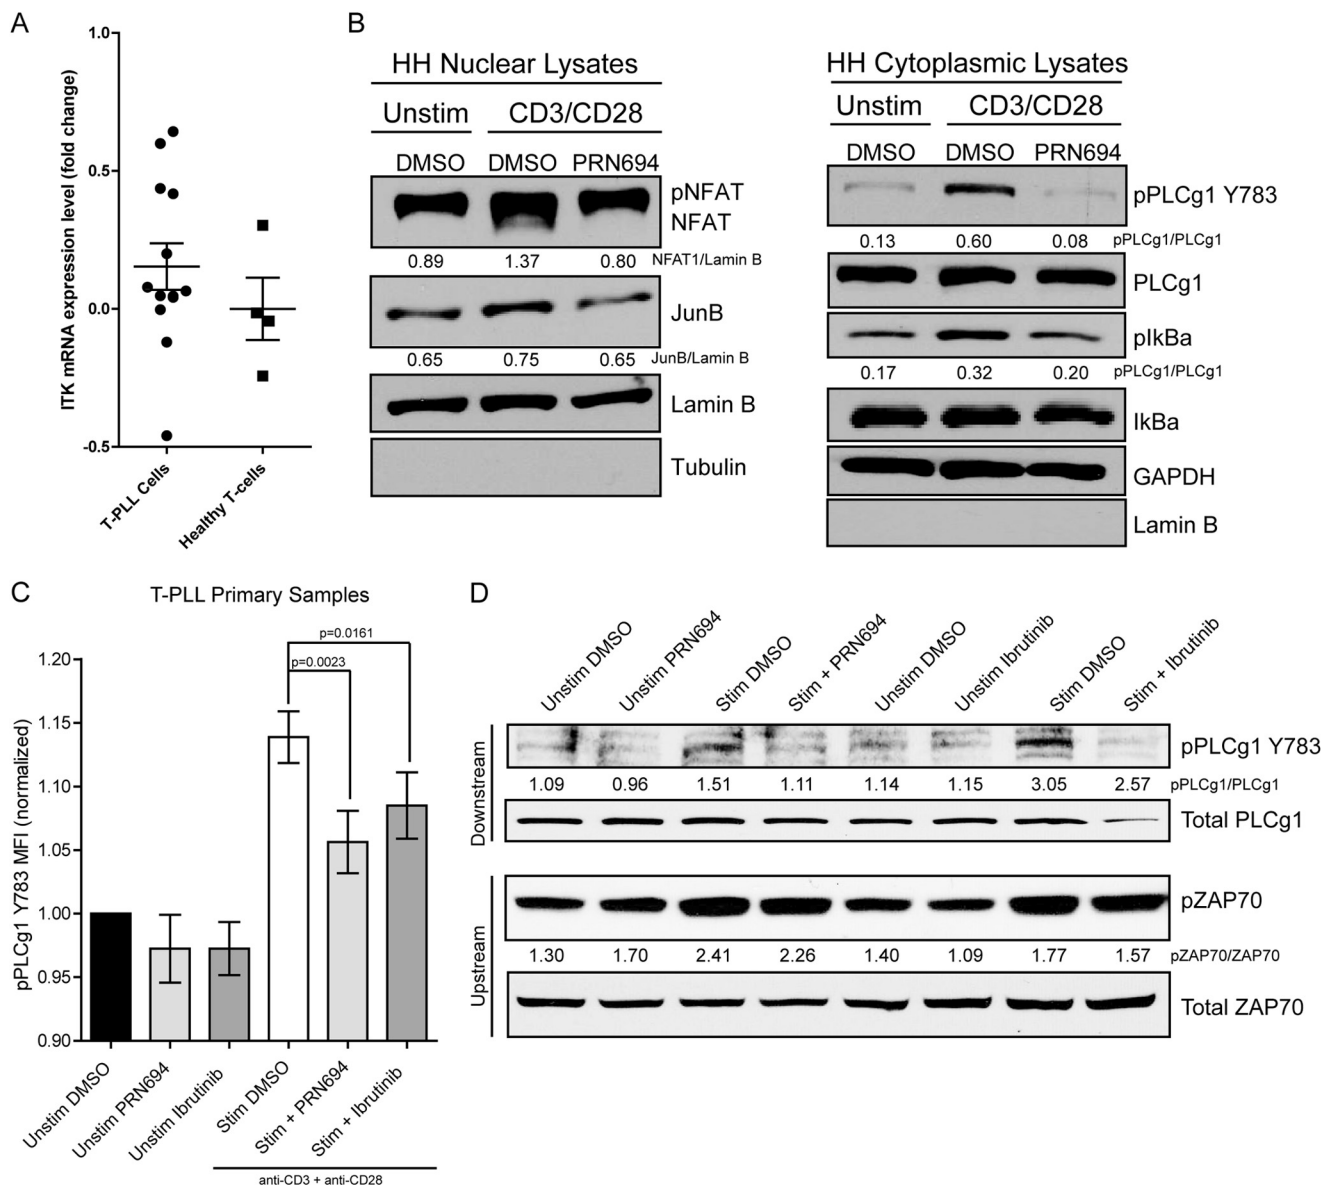 A
1.0
0.5
0.0
-0.5
ITK mRNA expression level (fold change)
T-PLL Cells
Healthy T-cells
B
HH Nuclear Lysates
Unstim CD3/CD28
DMSO DMSO PRN694
pNFAT
NFAT
0.89 1.37 0.80 NFAT1/Lamin B
JunB
0.65 0.75 0.65 JunB/Lamin B
Lamin B
Tubulin
HH Cytoplasmic Lysates
Unstim CD3/CD28
DMSO DMSO PRN694
pPLCg1 Y783
0.13 0.60 0.08 pPLCg1/PLCg1
PLCg1
pIkBa
0.17 0.32 0.20 pPLCg1/PLCg1
IkBa
GAPDH
Lamin B
C
T-PLL Primary Samples
p=0.0161
p=0.0023
1.20
1.15
1.10
1.05
1.00
0.95
0.90
pPLCg1 Y783 MFI (normalized)
Unstim DMSO
Unstim PRN694
Unstim Ibrutinib
Stim DMSO
Stim + PRN694
Stim + Ibrutinib
anti-CD3 + anti-CD28
D
Unstim DMSO
Unstim PRN694
Stim DMSO
Stim + PRN694
Unstim DMSO
Unstim Ibrutinib
Stim DMSO
Stim + Ibrutinib
Downstream
pPLCg1 Y783
1.09 0.96 1.51 1.11 1.14 1.15 3.05 2.57 pPLCg1/PLCg1
Total PLCg1
Upstream
pZAP70
1.30 1.70 2.41 2.26 1.40 1.09 1.77 1.57 pZAP70/ZAP70
Total ZAP70